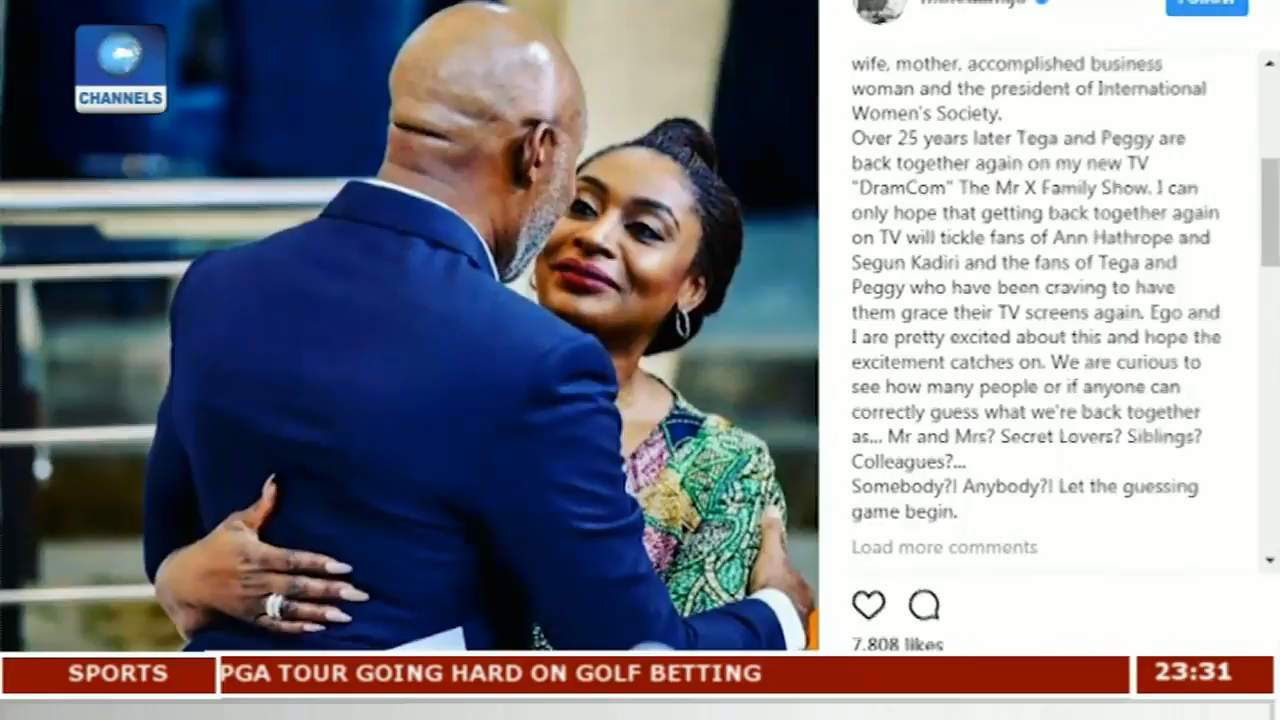 CHANNELS
wife, mother, accomplished business
woman and the president of International
Women's Society.
Over 25 years later Tega and Peggy are
back together again on my new TV
"DramCom" The Mr X Family Show. I can
only hope that getting back together again
on TV will tickle fans of Ann Hathrope and
Segun Kadiri and the fans of Tega and
Peggy who have been craving to have
them grace their TV screens again. Ego and
I are pretty excited about this and hope the
excitement catches on. We are curious to
see how many people or if anyone can
correctly guess what we're back together
as... Mr and Mrs? Secret Lovers? Siblings?
Colleagues?...
Somebody?! Anybody?! Let the guessing
game begin.
Load more comments
7,808 likes
SPORTS
PGA TOUR GOING HARD ON GOLF BETTING
23:31